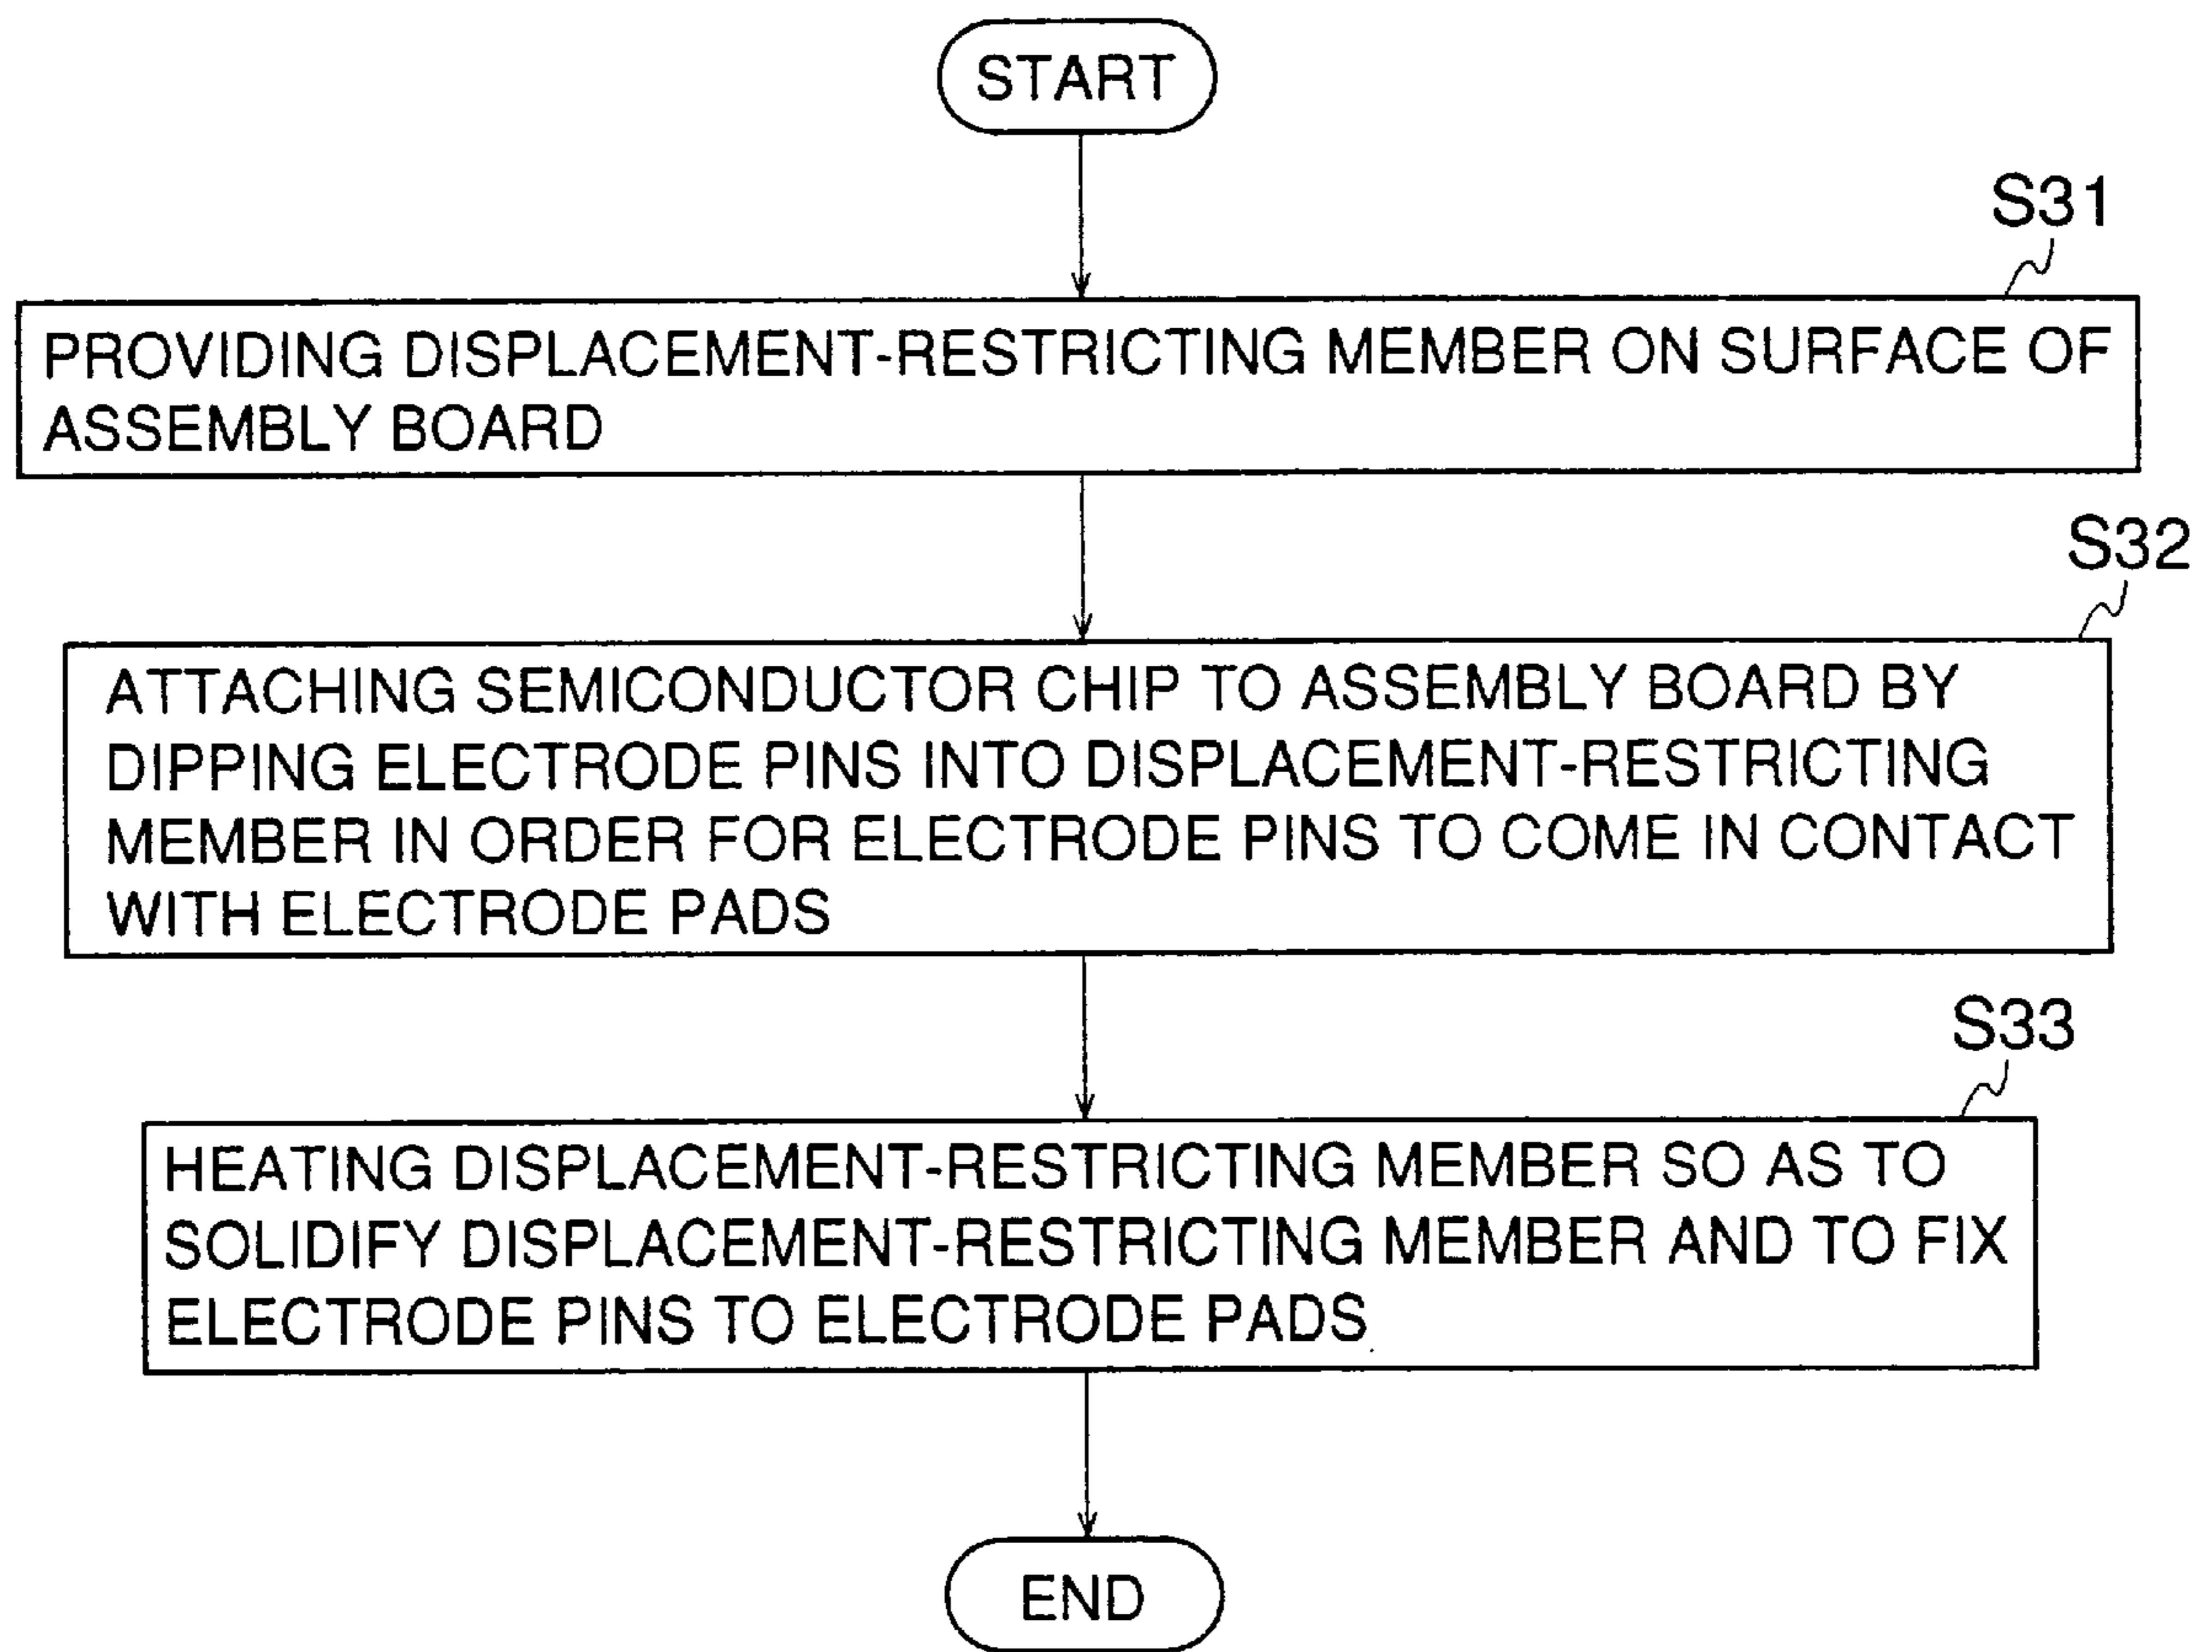 START
S31
PROVIDING DISPLACEMENT-RESTRICTING MEMBER ON SURFACE OF
ASSEMBLY BOARD
S32
ATTACHING SEMICONDUCTOR CHIP TO ASSEMBLY BOARD BY
DIPPING ELECTRODE PINS INTO DISPLACEMENT-RESTRICTING
MEMBER IN ORDER FOR ELECTRODE PINS TO COME IN CONTACT
WITH ELECTRODE PADS
S33
HEATING DISPLACEMENT-RESTRICTING MEMBER SO AS TO
SOLIDIFY DISPLACEMENT-RESTRICTING MEMBER AND TO FIX
ELECTRODE PINS TO ELECTRODE PADS
END